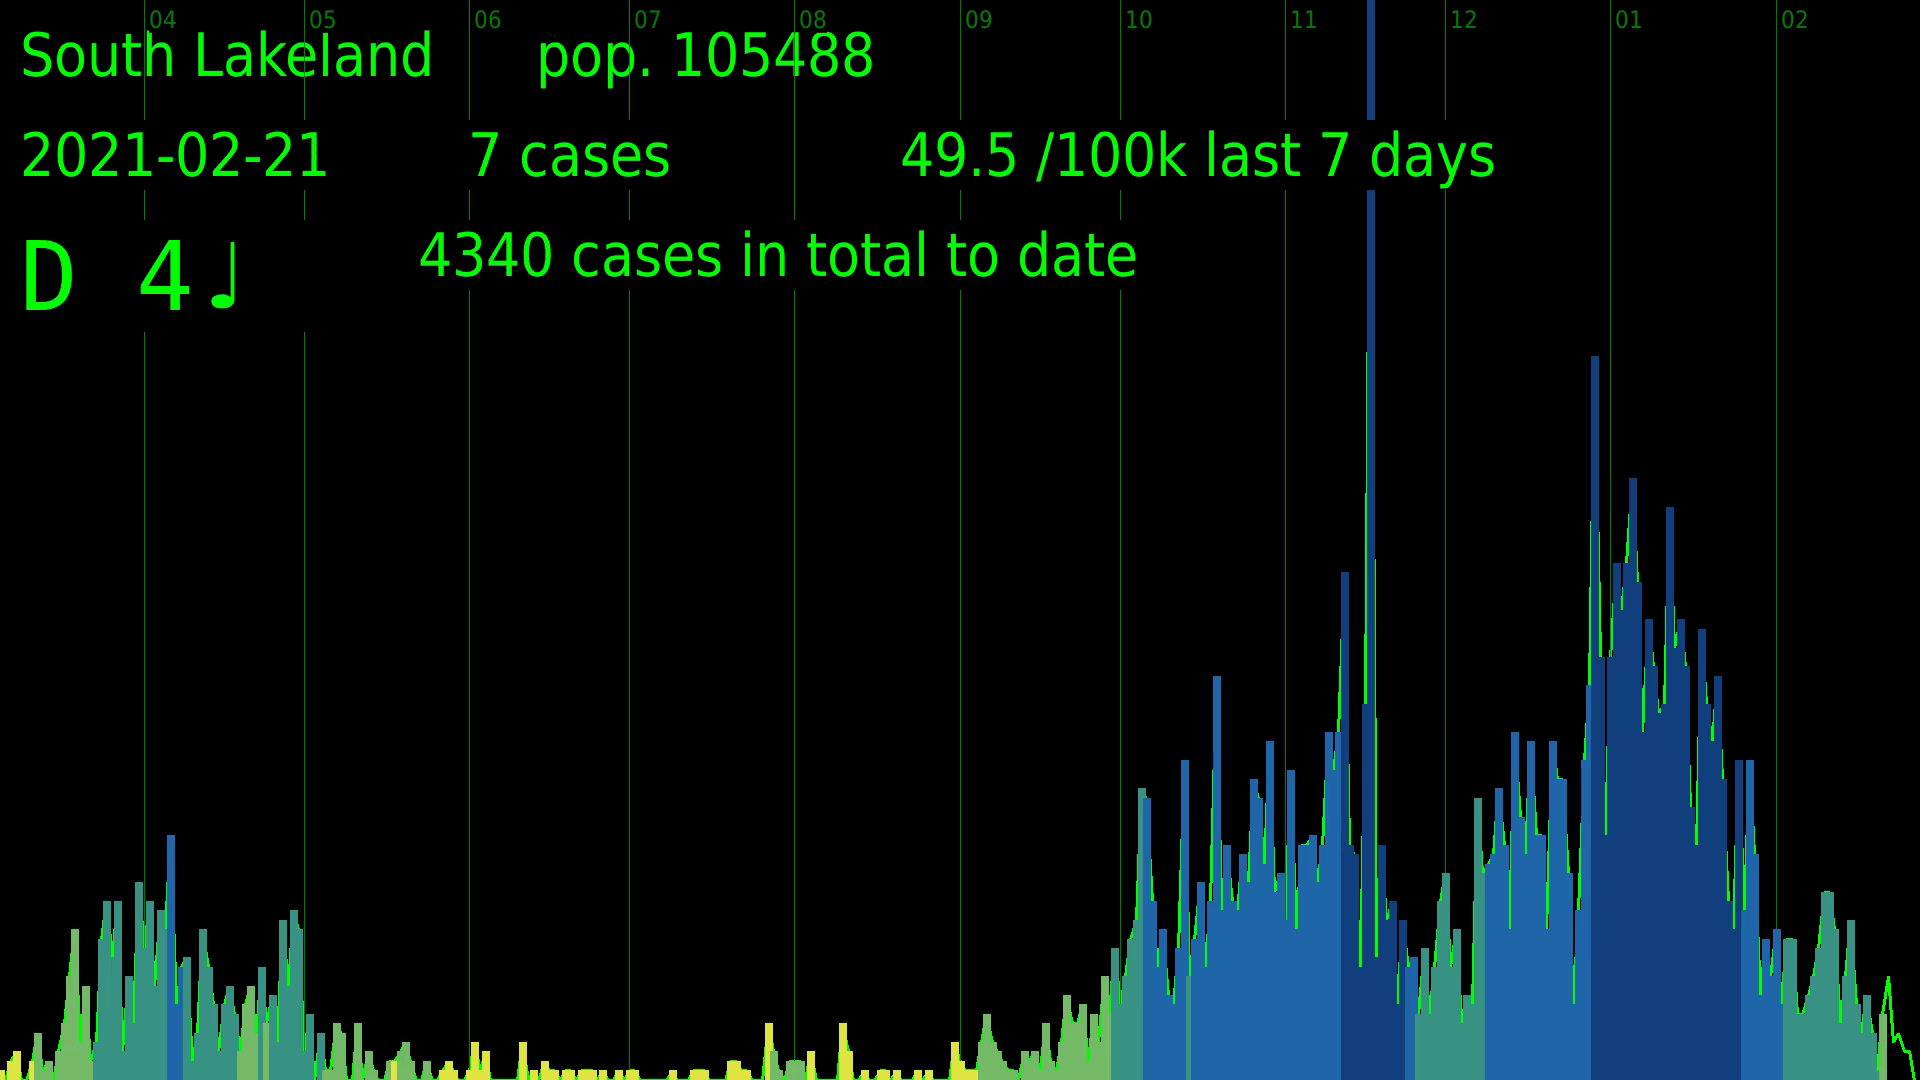 04 05 06 07 08 09 10 11 12 01 02
South Lakeland pop. 105488
2021-02-21 7 cases 49.5 /100k last 7 days
D 4♩ 4340 cases in total to date